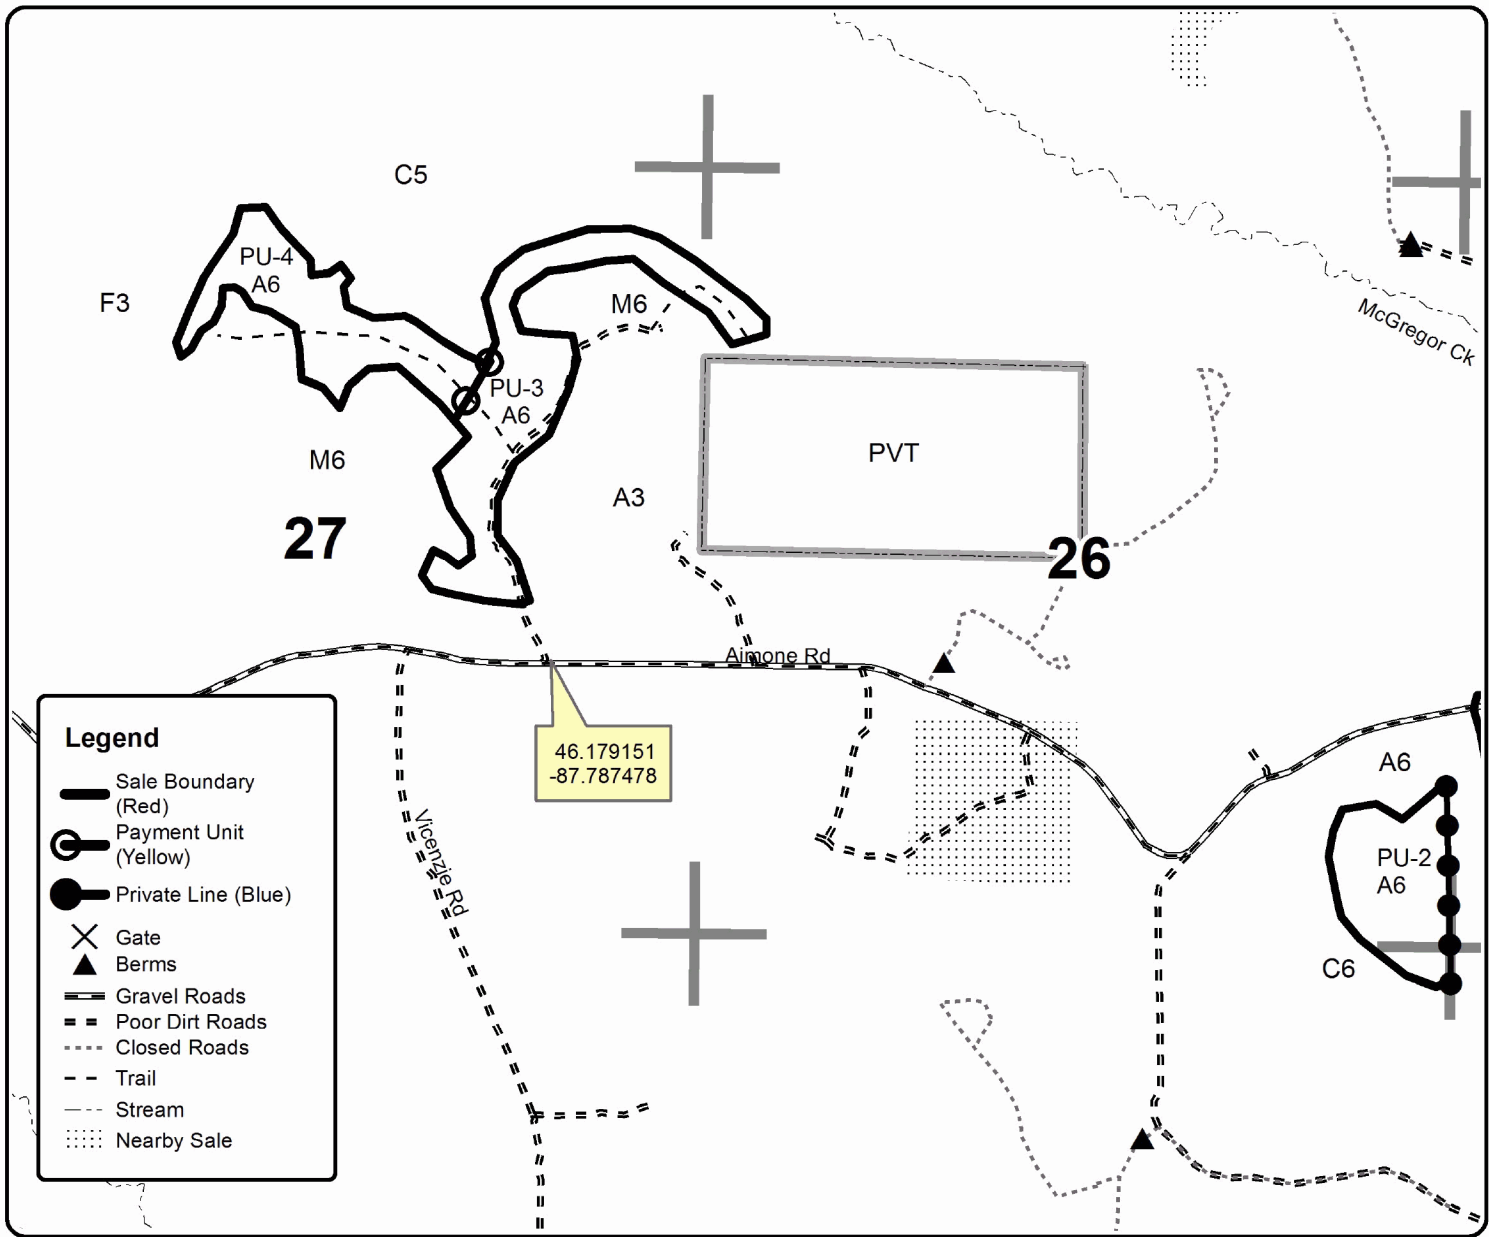 C5
PU-4
A6
F3
M6
McGregor Ck
PU-3
A6
PVT
M6
A3
27
26
Aimone Rd
46.179151
-87.787478
Vicenzie Rd
A6
PU-2
A6
C6
Legend
Sale Boundary
(Red)
Payment Unit
(Yellow)
Private Line (Blue)
Gate
Berms
Gravel Roads
Poor Dirt Roads
Closed Roads
Trail
Stream
Nearby Sale